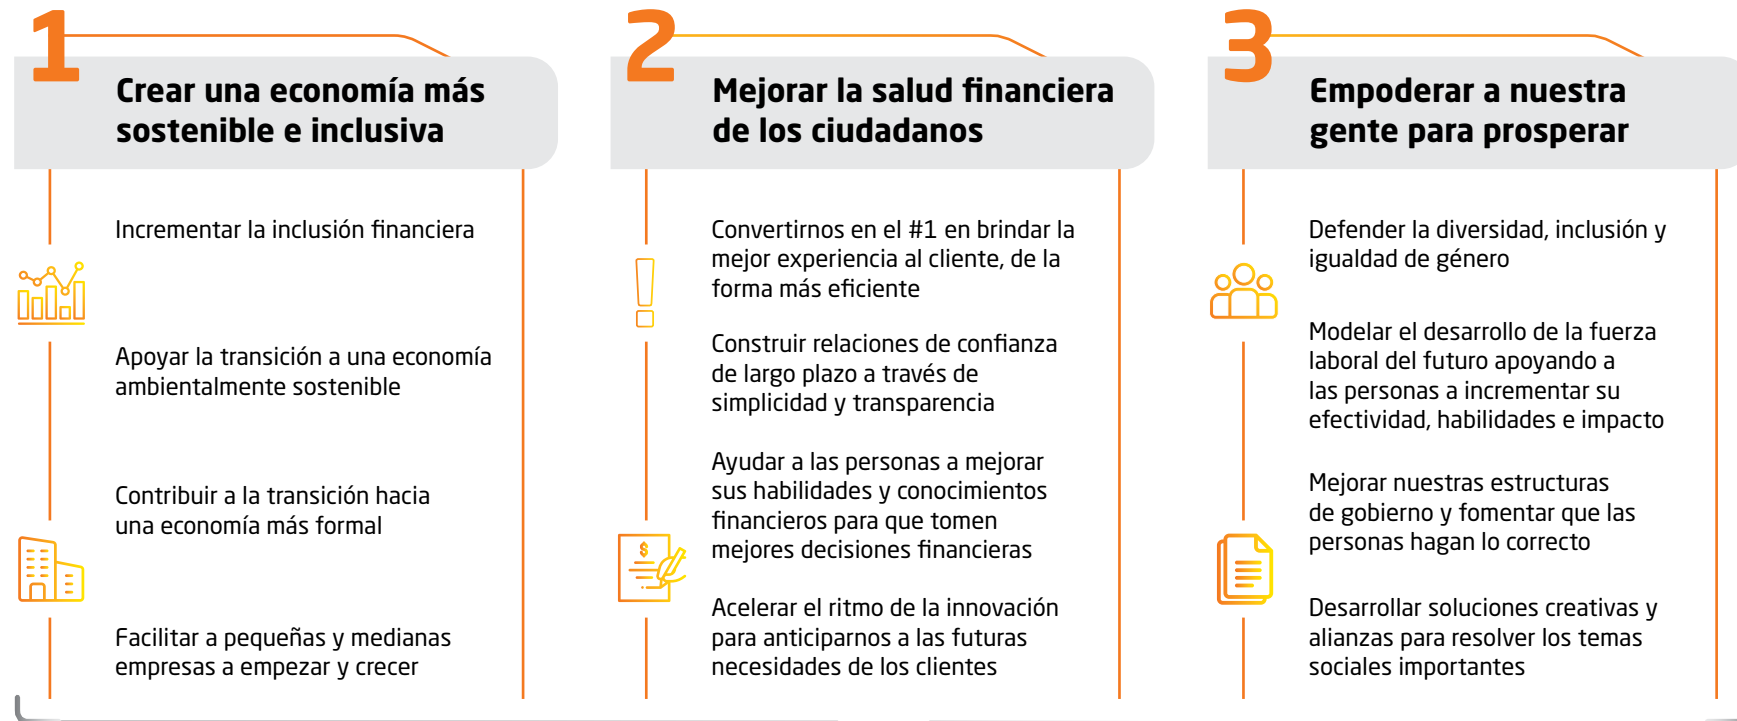 1
Crear una economía más
sostenible e inclusiva
Incrementar la inclusión financiera
Apoyar la transición a una economía
ambientalmente sostenible
Contribuir a la transición hacia
una economía más formal
Facilitar a pequeñas y medianas
empresas a empezar y crecer
2
Mejorar la salud financiera
de los ciudadanos
Convertirnos en el #1 en brindar la
mejor experiencia al cliente, de la
forma más eficiente
Construir relaciones de confianza
de largo plazo a través de
simplicidad y transparencia
Ayudar a las personas a mejorar
sus habilidades y conocimientos
financieros para que tomen
mejores decisiones financieras
$
Acelerar el ritmo de la innovación
para anticiparnos a las futuras
necesidades de los clientes
3
Empoderar a nuestra
gente para prosperar
Defender la diversidad, inclusión y
igualdad de género
Modelar el desarrollo de la fuerza
laboral del futuro apoyando a
las personas a incrementar su
efectividad, habilidades e impacto
Mejorar nuestras estructuras
de gobierno y fomentar que las
personas hagan lo correcto
Desarrollar soluciones creativas y
alianzas para resolver los temas
sociales importantes